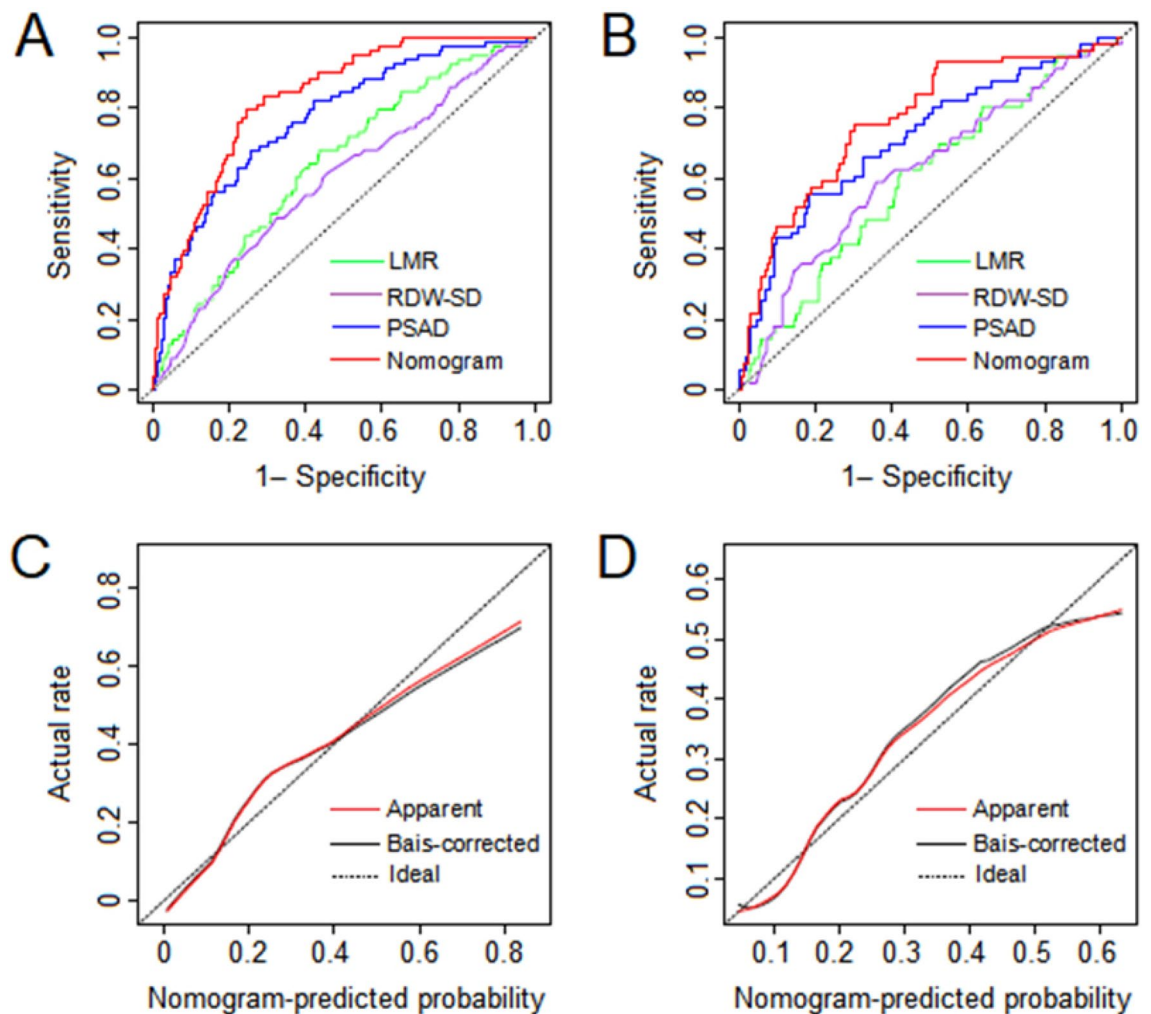 A
Sensitivity
1.0
0.8
0.6
0.4
0.2
0
LMR
RDW-SD
PSAD
Nomogram
0 0.2 0.4 0.6 0.8 1.0
1– Specificity
B
Sensitivity
1.0
0.8
0.6
0.4
0.2
0
LMR
RDW-SD
PSAD
Nomogram
0 0.2 0.4 0.6 0.8 1.0
1– Specificity
C
Actual rate
0.8
0.6
0.4
0.2
0
Apparent
Bais-corrected
Ideal
0 0.2 0.4 0.6 0.8
Nomogram-predicted probability
D
Actual rate
0.6
0.5
0.4
0.3
0.2
0.1
Apparent
Bais-corrected
Ideal
0.1 0.2 0.3 0.4 0.5 0.6
Nomogram-predicted probability